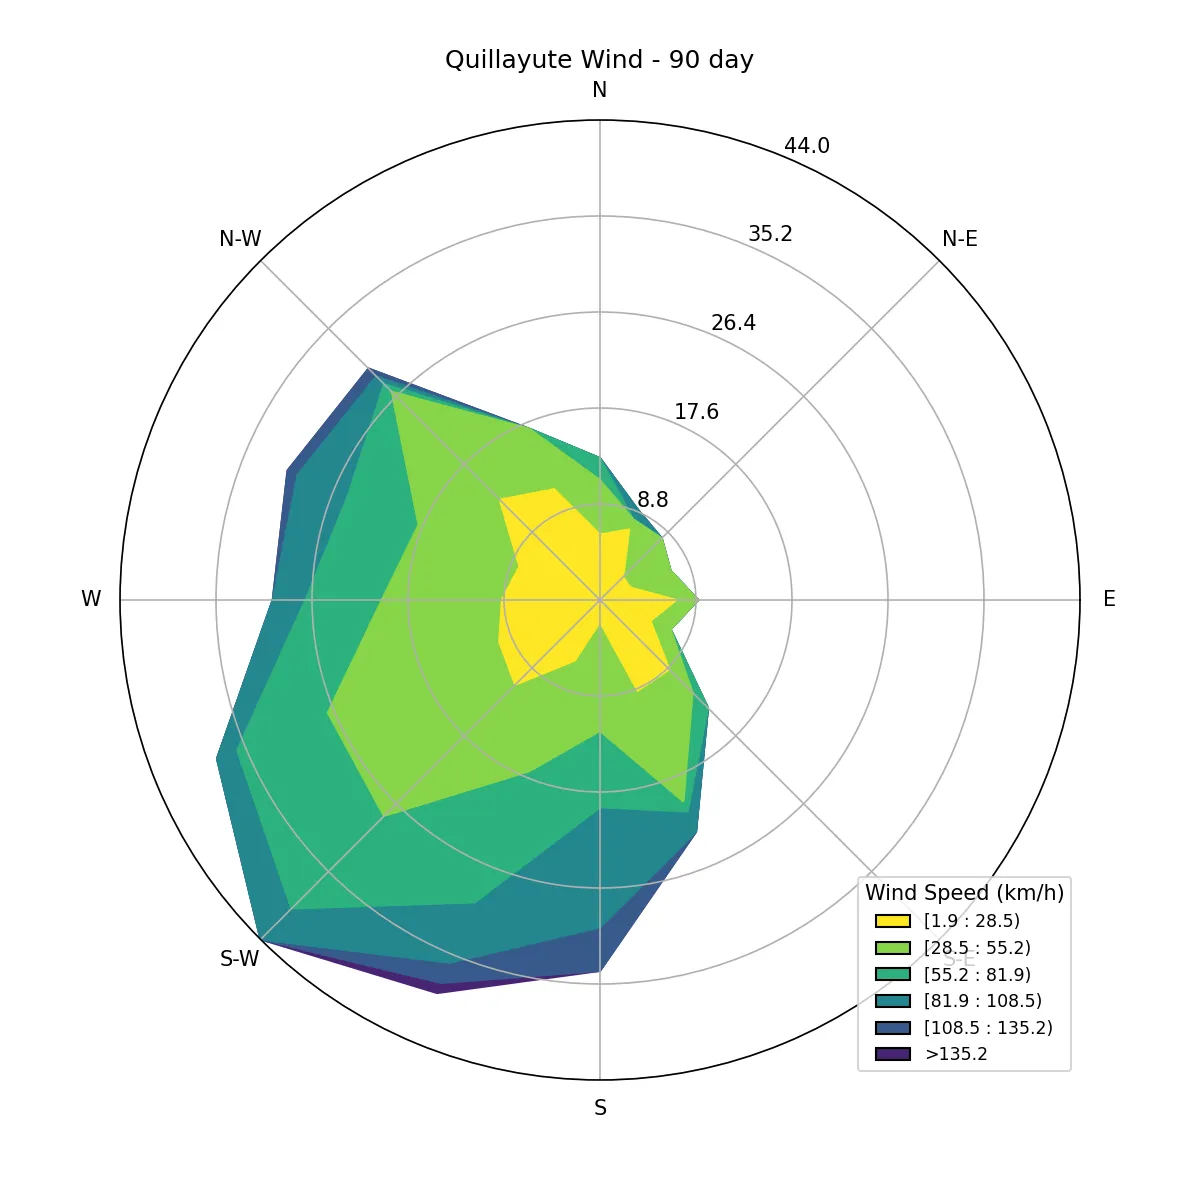 Quillayute Wind - 90 day
N
44.0
N-W
35.2
N-E
26.4
17.6
8.8
W
E
Wind Speed (km/h)
[1.9 : 28.5)
[28.5 : 55.2)
S-W
S-E
[55.2 : 81.9)
[81.9 : 108.5)
[108.5 : 135.2)
>135.2
S